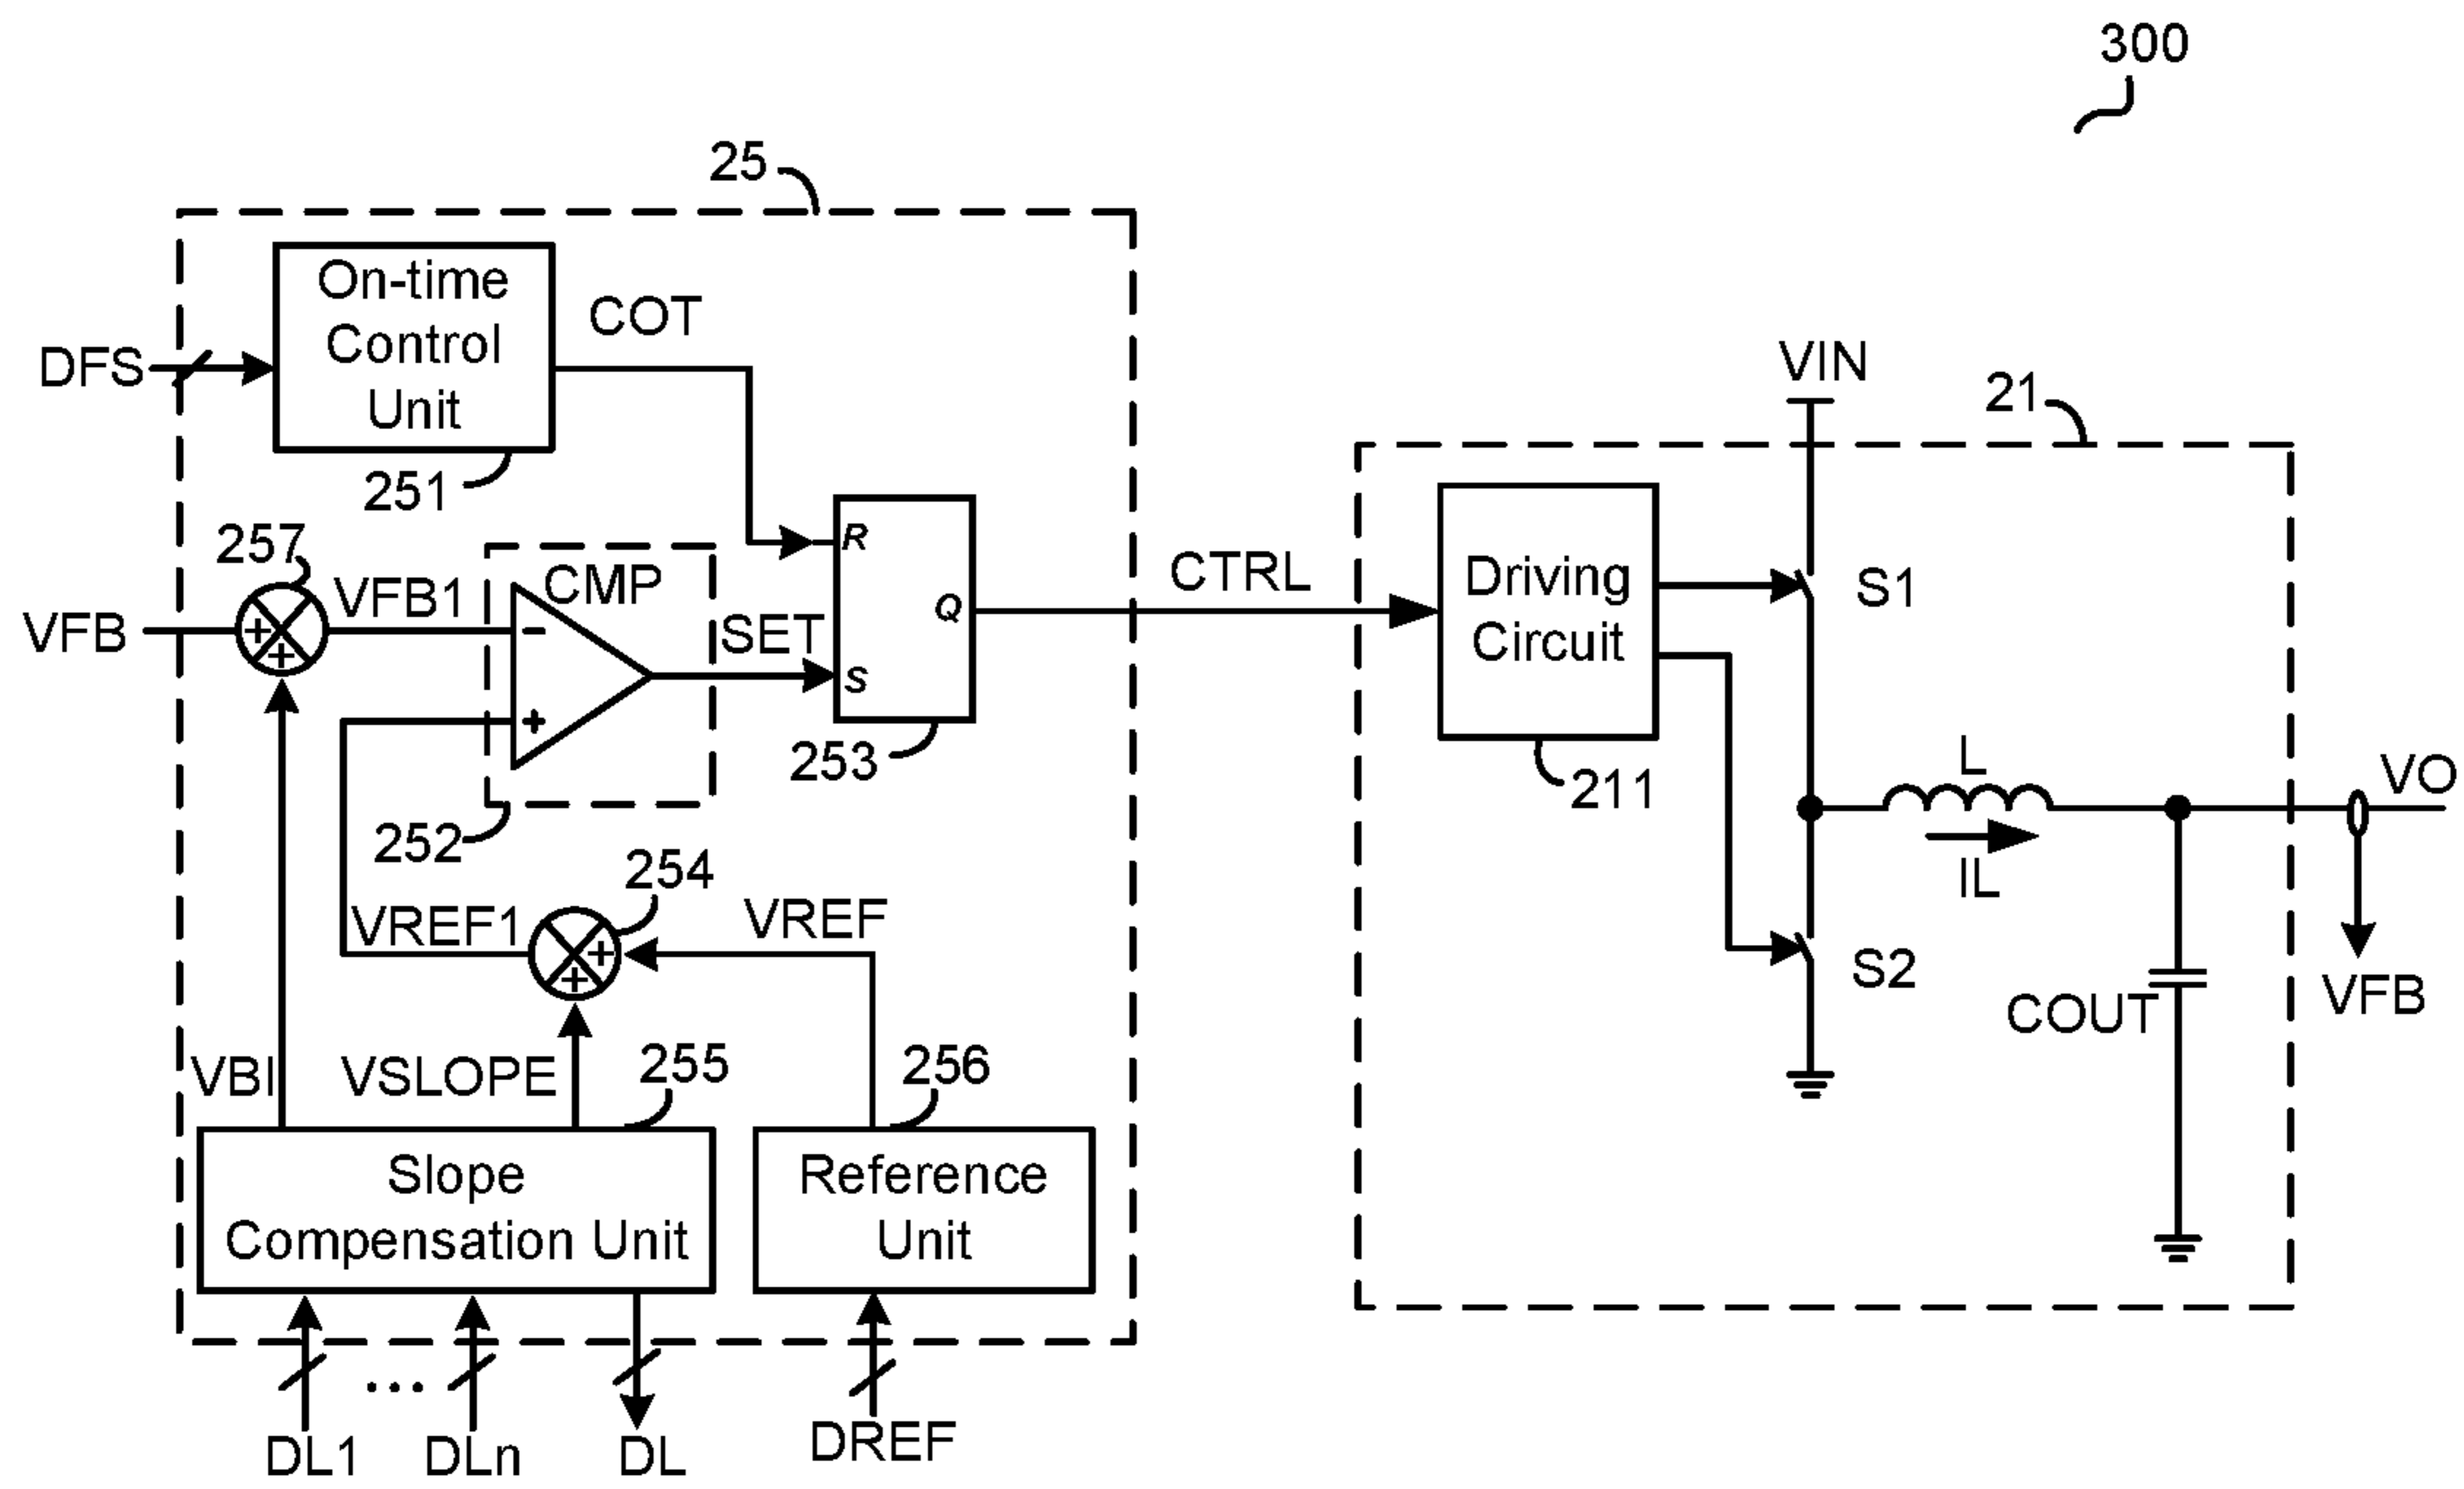 300
25
On-time
Control
Unit
COT
DFS
251
VIN
21
257
VFB1
CMP
SET
VFB
R
Q
S
CTRL
Driving
Circuit
S1
-
+
252
253
211
L
IL
VO
254
VREF1
VREF
S2
COUT
VFB
+
+
+
+
VBI
VSLOPE
255
256
Slope
Compensation Unit
Reference
Unit
DL1
...
DLn
DL
DREF